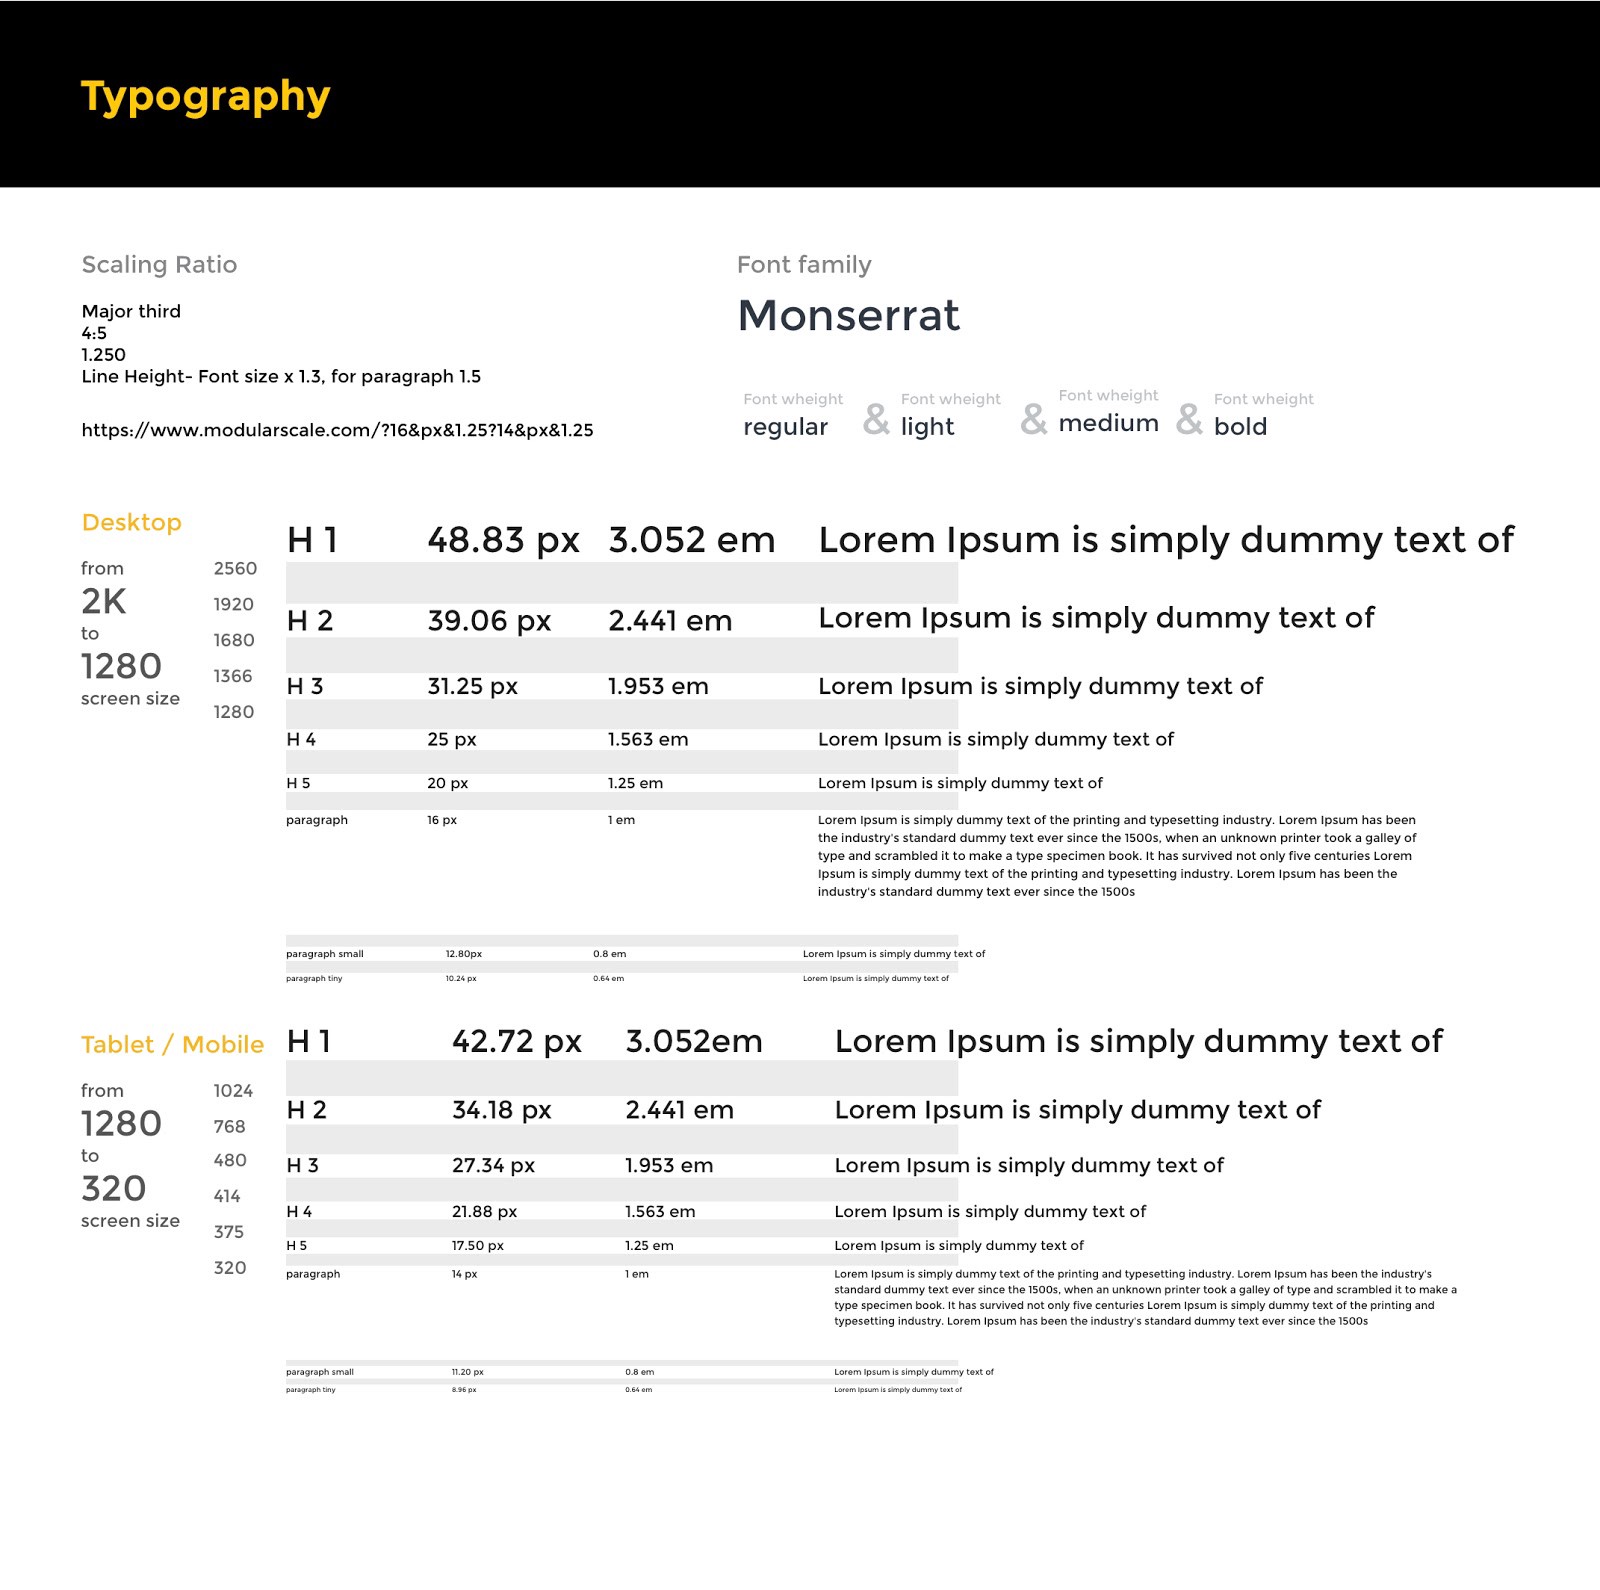 Typography
Scaling Ratio
Major third
4:5
1.250
Line Height- Font size x 1.3, for paragraph 1.5
https://www.modularscale.com/?16&px&1.25?14&px&1.25
Font family
Monserrat
Font wheight
regular
&
Font wheight
light
&
Font wheight
medium
&
Font wheight
bold
Desktop
from
2K
to
1280
screen size
2560
1920
1680
1366
1280
H 1 48.83 px 3.052 em Lorem Ipsum is simply dummy text of
H 2 39.06 px 2.441 em Lorem Ipsum is simply dummy text of
H 3 31.25 px 1.953 em Lorem Ipsum is simply dummy text of
H 4 25 px 1.563 em Lorem Ipsum is simply dummy text of
H 5 20 px 1.25 em Lorem Ipsum is simply dummy text of
paragraph 16 px 1 em Lorem Ipsum is simply dummy text of the printing and typesetting industry. Lorem Ipsum has been
the industry's standard dummy text ever since the 1500s, when an unknown printer took a galley of
type and scrambled it to make a type specimen book. It has survived not only five centuries Lorem
Ipsum is simply dummy text of the printing and typesetting industry. Lorem Ipsum has been the
industry's standard dummy text ever since the 1500s
paragraph small 12.80px 0.8 em Lorem Ipsum is simply dummy text of
paragraph tiny 10.24 px 0.64 em Lorem Ipsum is simply dummy text of
Tablet / Mobile
from
1280
to
320
screen size
1024
768
480
414
375
320
H 1 42.72 px 3.052em Lorem Ipsum is simply dummy text of
H 2 34.18 px 2.441 em Lorem Ipsum is simply dummy text of
H 3 27.34 px 1.953 em Lorem Ipsum is simply dummy text of
H 4 21.88 px 1.563 em Lorem Ipsum is simply dummy text of
H 5 17.50 px 1.25 em Lorem Ipsum is simply dummy text of
paragraph 14 px 1 em Lorem Ipsum is simply dummy text of the printing and typesetting industry. Lorem Ipsum has been the industry's
standard dummy text ever since the 1500s, when an unknown printer took a galley of type and scrambled it to make a
type specimen book. It has survived not only five centuries Lorem Ipsum is simply dummy text of the printing and
typesetting industry. Lorem Ipsum has been the industry's standard dummy text ever since the 1500s
paragraph small 11.20 px 0.8 em Lorem Ipsum is simply dummy text of
paragraph tiny 8.96 px 0.64 em Lorem Ipsum is simply dummy text of